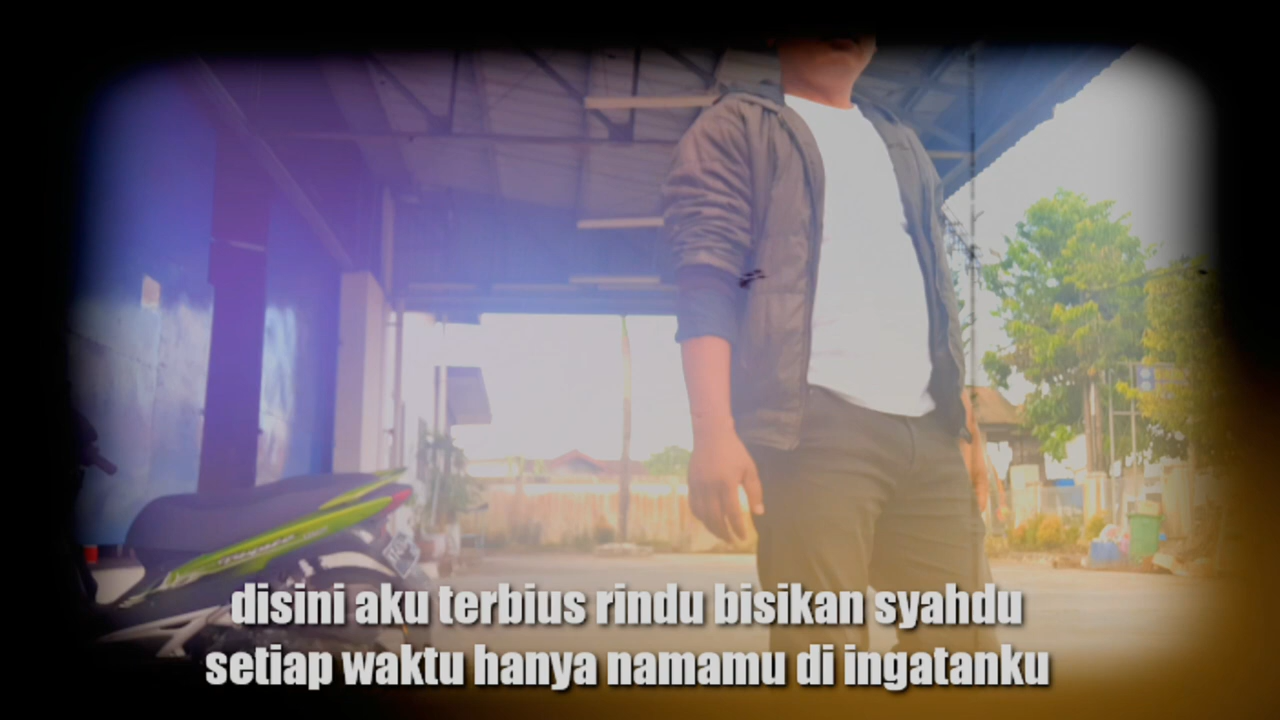 disini aku terbius rindu bisikan syahdu
setiap waktu hanya namamu di ingatanku